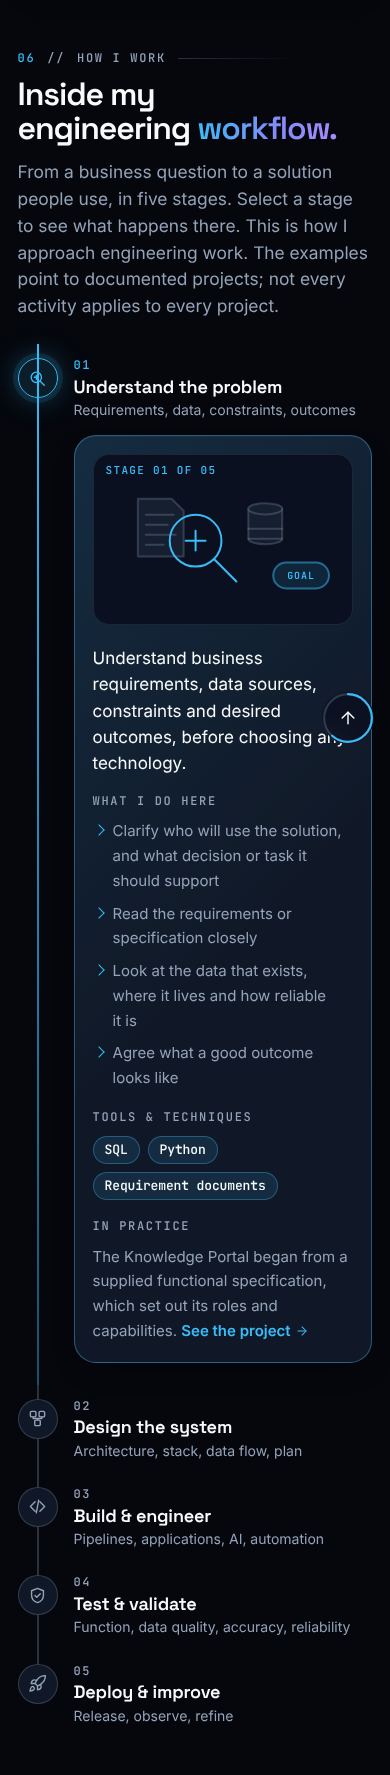 06 // HOW I WORK
Inside my
engineering workflow.
From a business question to a solution
people use, in five stages. Select a stage
to see what happens there. This is how I
approach engineering work. The examples
point to documented projects; not every
activity applies to every project.
01
Understand the problem
Requirements, data, constraints, outcomes
STAGE 01 OF 05
GOAL
Understand business
requirements, data sources,
constraints and desired
outcomes, before choosing any
technology.
WHAT I DO HERE
Clarify who will use the solution,
and what decision or task it
should support
Read the requirements or
specification closely
Look at the data that exists,
where it lives and how reliable
it is
Agree what a good outcome
looks like
TOOLS & TECHNIQUES
SQL Python
Requirement documents
IN PRACTICE
The Knowledge Portal began from a
supplied functional specification,
which set out its roles and
capabilities. See the project →
02
Design the system
Architecture, stack, data flow, plan
03
Build & engineer
Pipelines, applications, AI, automation
04
Test & validate
Function, data quality, accuracy, reliability
05
Deploy & improve
Release, observe, refine